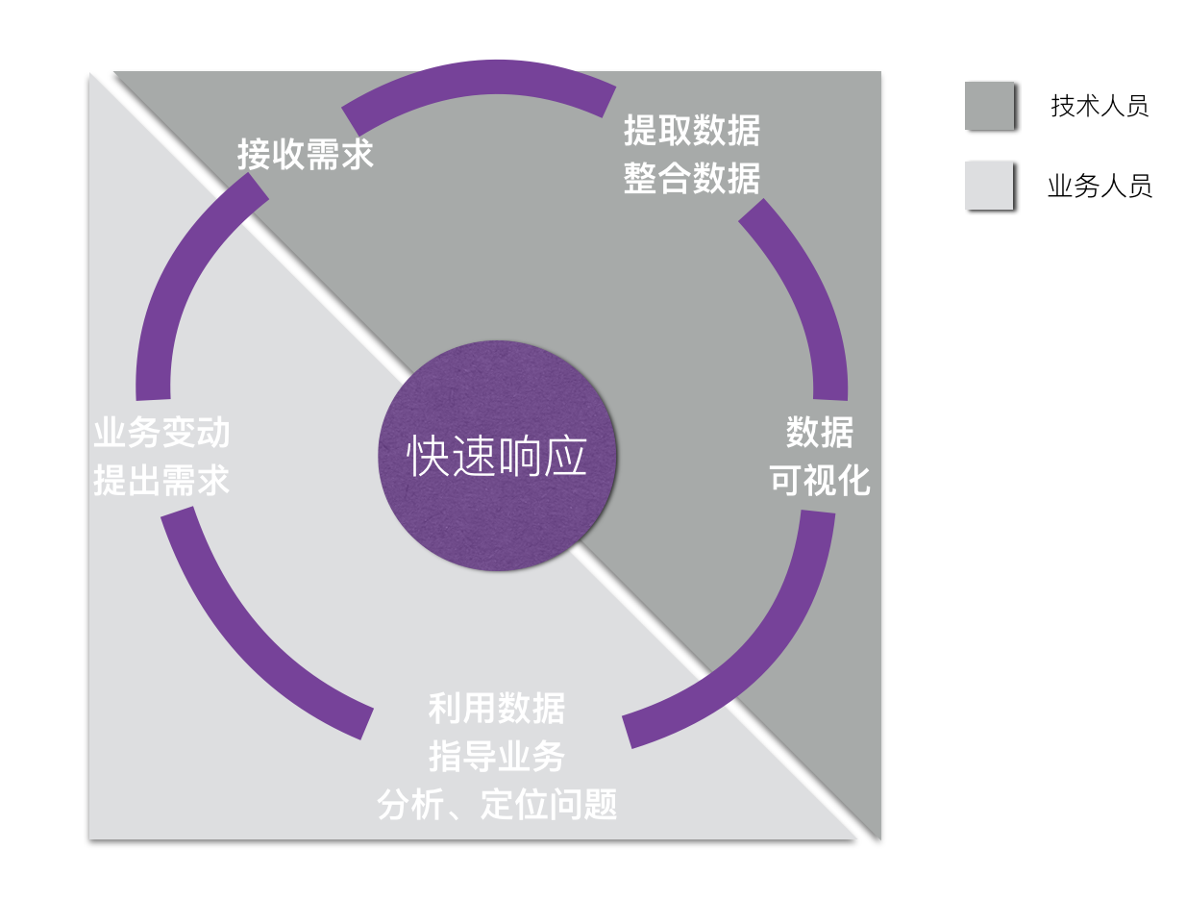 接收需求
提取数据
整合数据
数据
可视化
利用数据
指导业务
分析、定位问题
业务变动
提出需求
快速响应
技术人员
业务人员